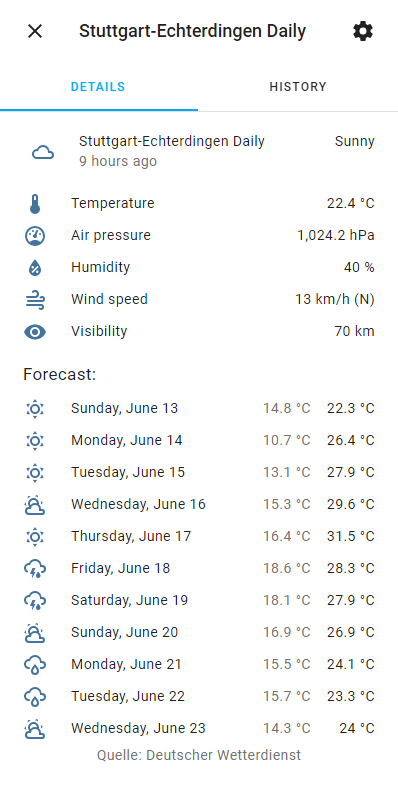 Stuttgart-Echterdingen Daily
DETAILS HISTORY
Stuttgart-Echterdingen Daily Sunny
9 hours ago
Temperature 22.4 °C
Air pressure 1,024.2 hPa
Humidity 40 %
Wind speed 13 km/h (N)
Visibility 70 km
Forecast:
Sunday, June 13 14.8 °C 22.3 °C
Monday, June 14 10.7 °C 26.4 °C
Tuesday, June 15 13.1 °C 27.9 °C
Wednesday, June 16 15.3 °C 29.6 °C
Thursday, June 17 16.4 °C 31.5 °C
Friday, June 18 18.6 °C 28.3 °C
Saturday, June 19 18.1 °C 27.9 °C
Sunday, June 20 16.9 °C 26.9 °C
Monday, June 21 15.5 °C 24.1 °C
Tuesday, June 22 15.7 °C 23.3 °C
Wednesday, June 23 14.3 °C 24 °C
Quelle: Deutscher Wetterdienst